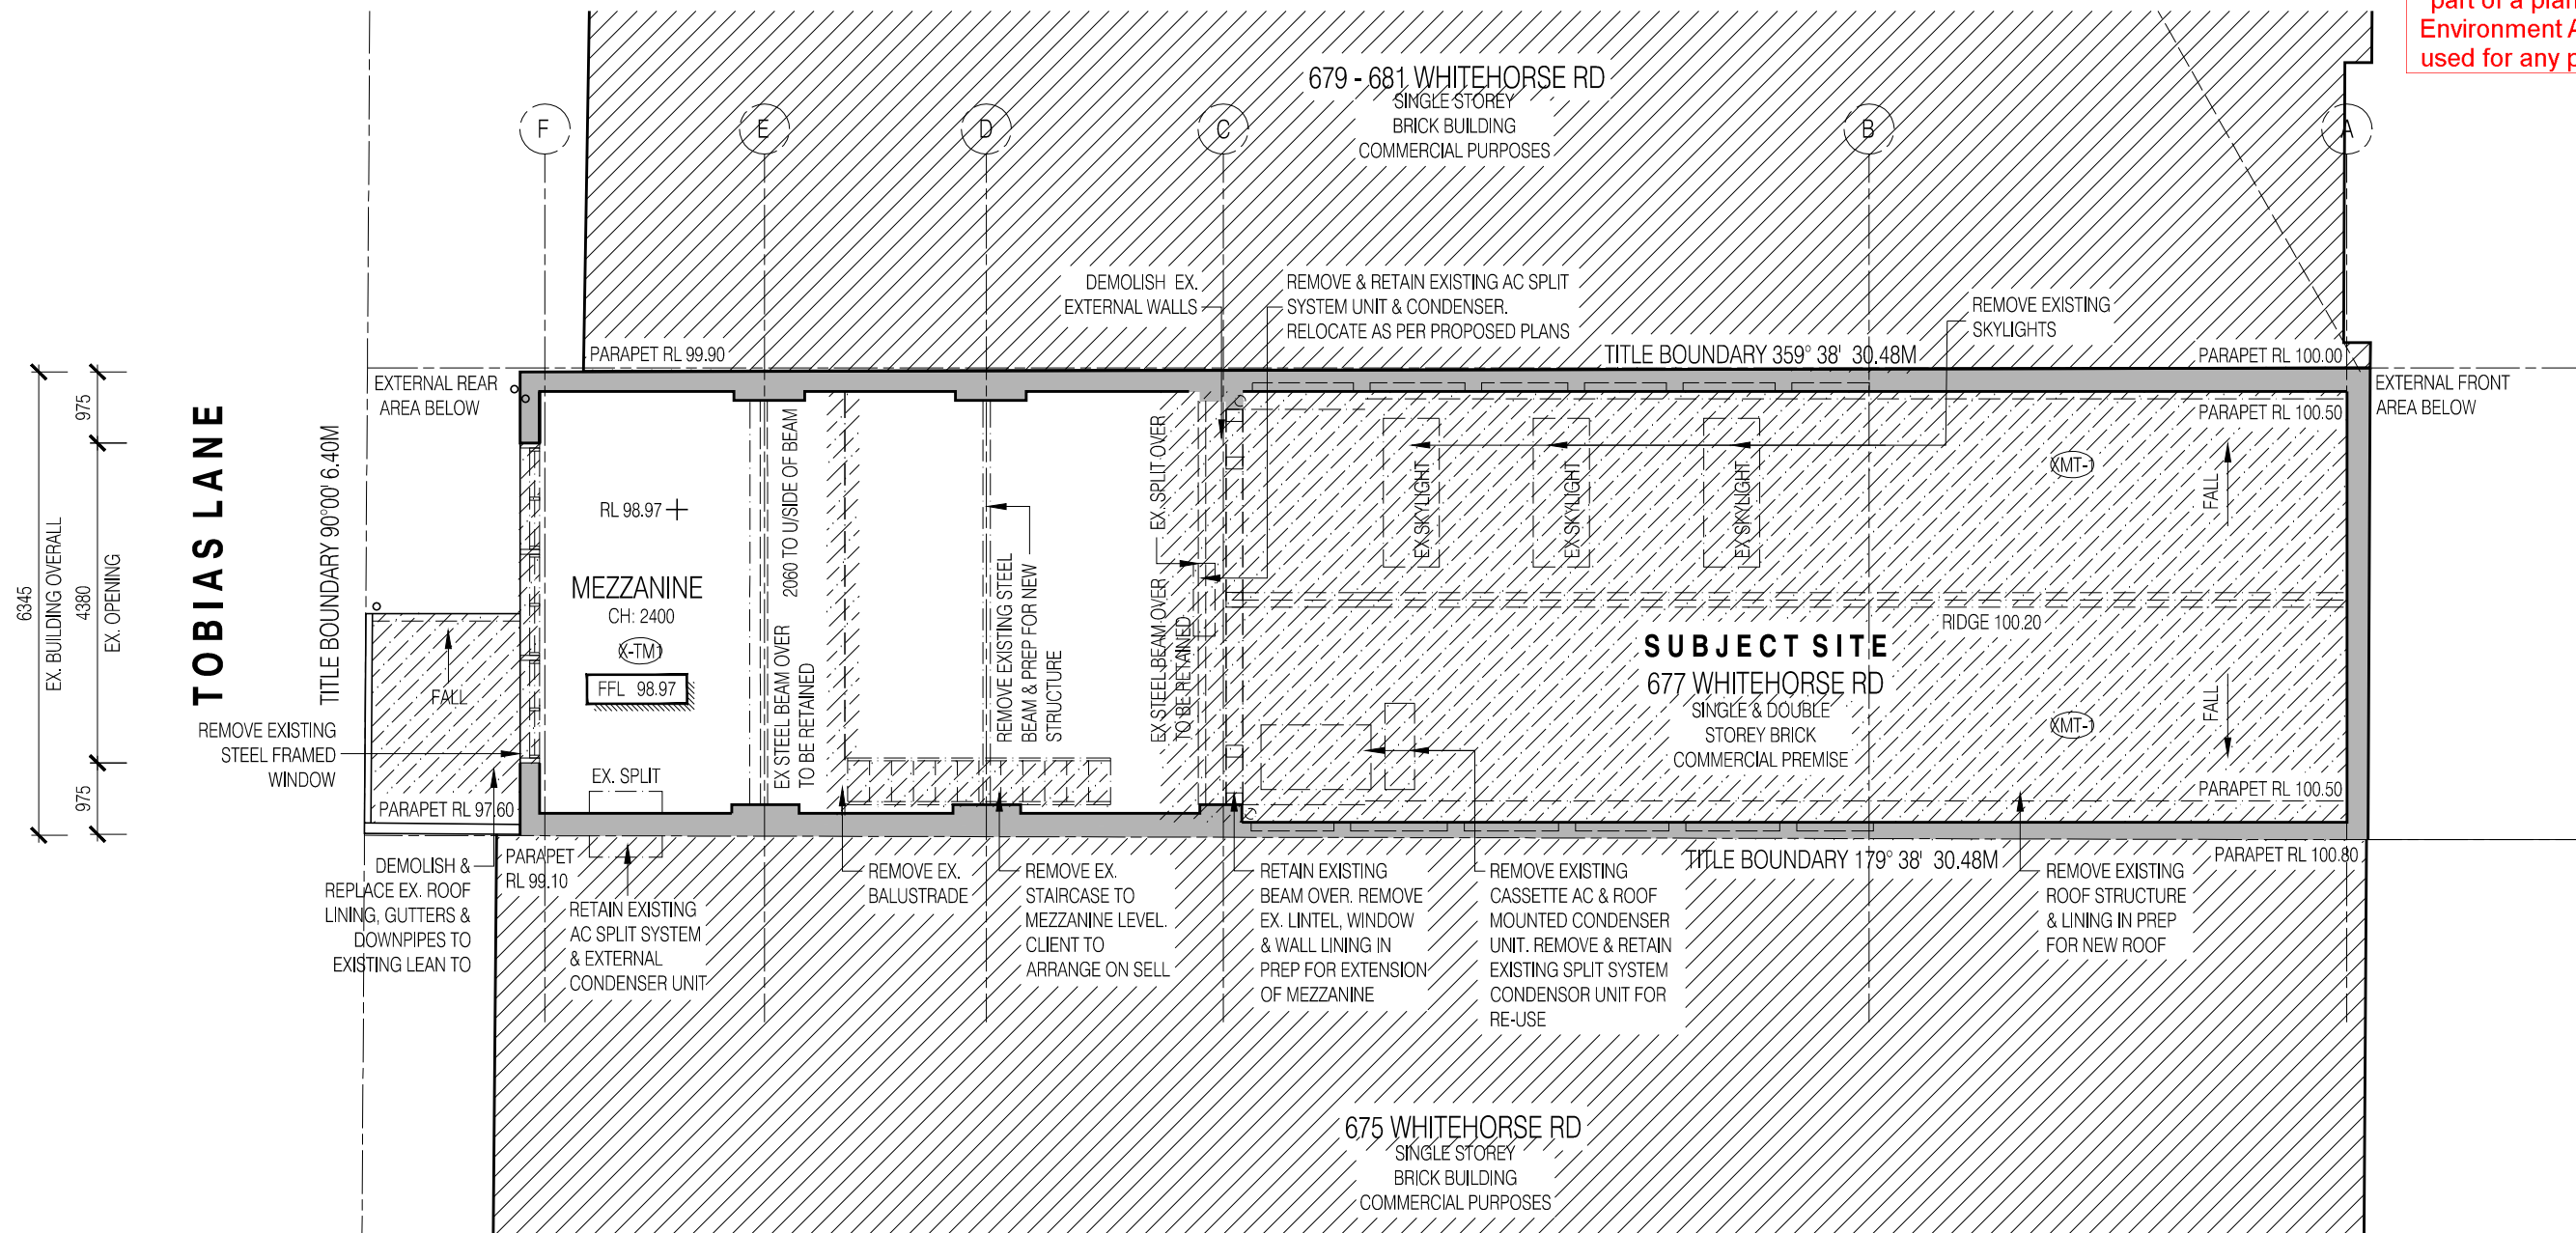 part of a plan
Environment A
used for any p
679 - 681 WHITEHORSE RD
SINGLE STOREY
BRICK BUILDING
COMMERCIAL PURPOSES
F
E
D
C
B
A
DEMOLISH EX.
EXTERNAL WALLS
REMOVE & RETAIN EXISTING AC SPLIT
SYSTEM UNIT & CONDENSER.
RELOCATE AS PER PROPOSED PLANS
REMOVE EXISTING
SKYLIGHTS
PARAPET RL 99.90
TITLE BOUNDARY 359° 38' 30.48M
PARAPET RL 100.00
EXTERNAL REAR
AREA BELOW
EXTERNAL FRONT
AREA BELOW
PARAPET RL 100.50
6345
EX. BUILDING OVERALL
975
4380
EX. OPENING
975
TOBIAS LANE
TITLE BOUNDARY 90°00' 6.40M
RL 98.97
MEZZANINE
CH: 2400
X-TM1
FFL 98.97
EX. SPLIT
EX STEEL BEAM OVER 2060 TO U/SIDE OF BEAM
TO BE RETAINED
REMOVE EXISTING STEEL
BEAM & PREP FOR NEW
STRUCTURE
EX.SPLIT OVER
EX STEEL BEAM OVER
TO BE RETAINED
EX SKYLIGHT
EX SKYLIGHT
EX SKYLIGHT
XMT-1
FALL
RIDGE 100.20
SUBJECT SITE
677 WHITEHORSE RD
SINGLE & DOUBLE
STOREY BRICK
COMMERCIAL PREMISE
XMT-1
FALL
PARAPET RL 100.50
FALL
REMOVE EXISTING
STEEL FRAMED
WINDOW
PARAPET RL 97.60
DEMOLISH &
REPLACE EX. ROOF
LINING, GUTTERS &
DOWNPIPES TO
EXISTING LEAN TO
PARAPET
RL 99.10
RETAIN EXISTING
AC SPLIT SYSTEM
& EXTERNAL
CONDENSER UNIT
REMOVE EX.
BALUSTRADE
REMOVE EX.
STAIRCASE TO
MEZZANINE LEVEL.
CLIENT TO
ARRANGE ON SELL
RETAIN EXISTING
BEAM OVER. REMOVE
EX. LINTEL, WINDOW
& WALL LINING IN
PREP FOR EXTENSION
OF MEZZANINE
REMOVE EXISTING
CASSETTE AC & ROOF
MOUNTED CONDENSER
UNIT. REMOVE & RETAIN
EXISTING SPLIT SYSTEM
CONDENSOR UNIT FOR
RE-USE
TITLE BOUNDARY 179° 38' 30.48M
REMOVE EXISTING
ROOF STRUCTURE
& LINING IN PREP
FOR NEW ROOF
PARAPET RL 100.80
675 WHITEHORSE RD
SINGLE STOREY
BRICK BUILDING
COMMERCIAL PURPOSES